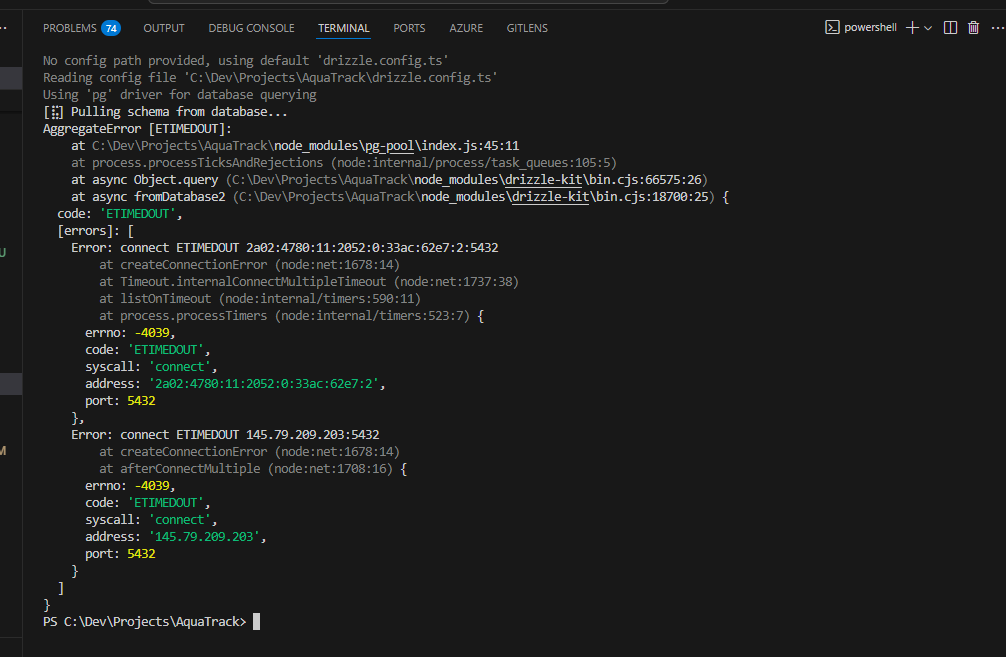 PROBLEMS 74 OUTPUT DEBUG CONSOLE TERMINAL PORTS AZURE GITLENS powershell
No config path provided, using default 'drizzle.config.ts'
Reading config file 'C:\Dev\Projects\AquaTrack\drizzle.config.ts'
Using 'pg' driver for database querying
[⣷] Pulling schema from database...
AggregateError [ETIMEDOUT]:
    at C:\Dev\Projects\AquaTrack\node_modules\pg-pool\index.js:45:11
    at process.processTicksAndRejections (node:internal/process/task_queues:105:5)
    at async Object.query (C:\Dev\Projects\AquaTrack\node_modules\drizzle-kit\bin.cjs:66575:26)
    at async fromDatabase2 (C:\Dev\Projects\AquaTrack\node_modules\drizzle-kit\bin.cjs:18700:25) {
  code: 'ETIMEDOUT',
  [errors]: [
    Error: connect ETIMEDOUT 2a02:4780:11:2052:0:33ac:62e7:2:5432
        at createConnectionError (node:net:1678:14)
        at Timeout.internalConnectMultipleTimeout (node:net:1737:38)
        at listOnTimeout (node:internal/timers:590:11)
        at process.processTimers (node:internal/timers:523:7) {
      errno: -4039,
      code: 'ETIMEDOUT',
      syscall: 'connect',
      address: '2a02:4780:11:2052:0:33ac:62e7:2',
      port: 5432
    },
    Error: connect ETIMEDOUT 145.79.209.203:5432
        at createConnectionError (node:net:1678:14)
        at afterConnectMultiple (node:net:1708:16) {
      errno: -4039,
      code: 'ETIMEDOUT',
      syscall: 'connect',
      address: '145.79.209.203',
      port: 5432
    }
  ]
}
PS C:\Dev\Projects\AquaTrack>
U
M